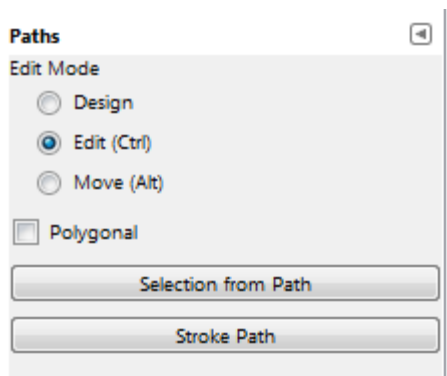 Paths
Edit Mode
Design
Edit (Ctrl)
Move (Alt)
Polygonal
Selection from Path
Stroke Path